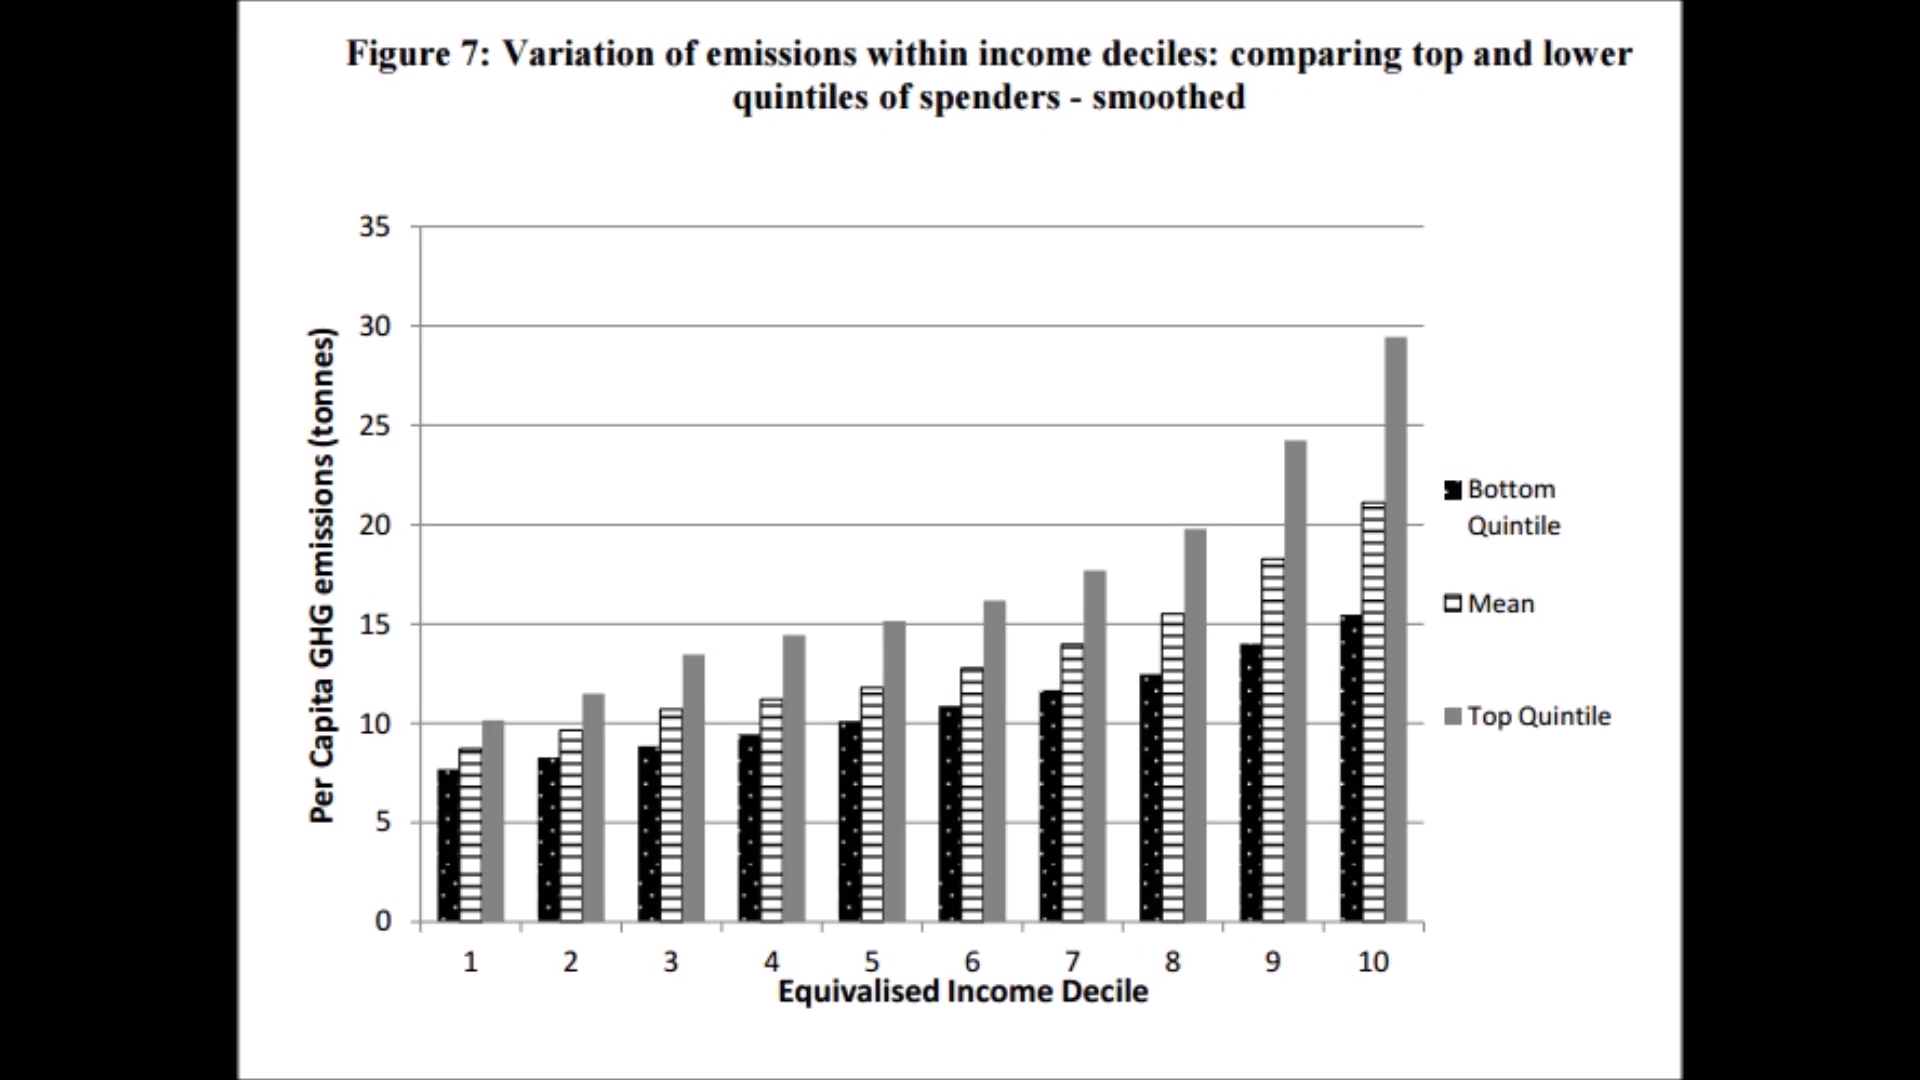 Figure 7: Variation of emissions within income deciles: comparing top and lower
quintiles of spenders - smoothed
35
30
25
20
15
10
5
0
Per Capita GHG emissions (tonnes)
1 2 3 4 5 6 7 8 9 10
Equivalised Income Decile
Bottom
Quintile
Mean
Top Quintile